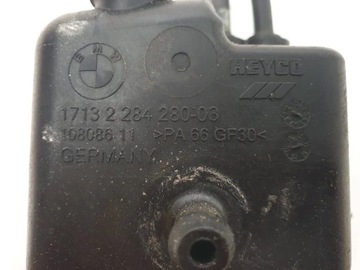 BMW
HEYCO
1713 2 284 280-03
108086 11 >PA 66 GF30<
GERMANY